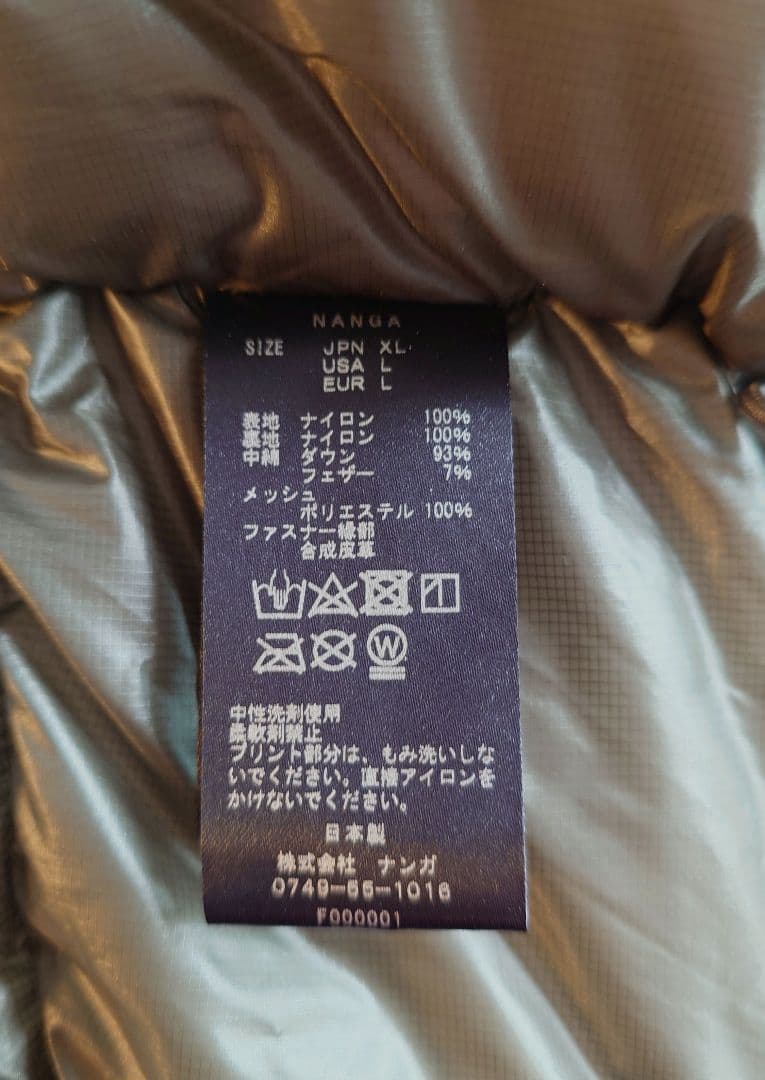 NANGA
SIZE JPN XL
USA L
EUR L
表地 ナイロン 100%
裏地 ナイロン 100%
中綿 ダウン 93%
フェザー 7%
メッシュ
ポリエステル 100%
ファスナー縁部
合成皮革
W
中性洗剤使用
柔軟剤禁止
プリント部分は、もみ洗いしな
いでください。直接アイロンを
かけないでください。
日本製
株式会社 ナンガ
0749-55-1016
F000001